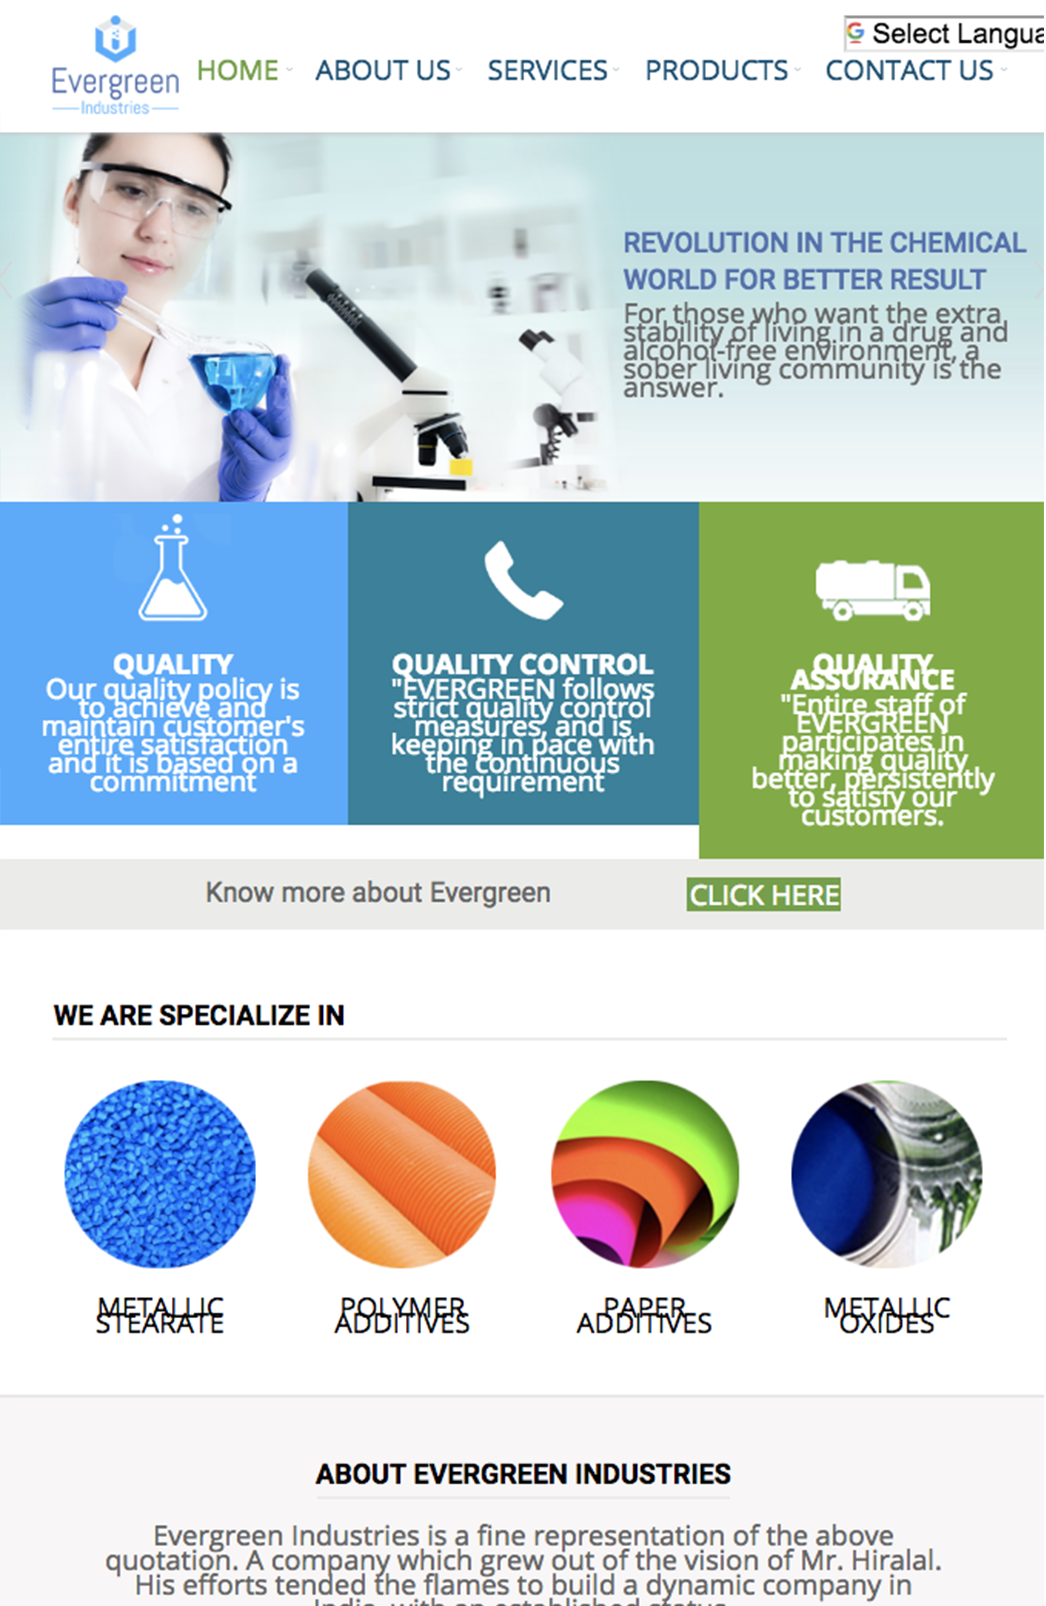 Evergreen
Industries
Select Langua
HOME
ABOUT US
SERVICES
PRODUCTS
CONTACT US
REVOLUTION IN THE CHEMICAL
WORLD FOR BETTER RESULT
For those who want the extra
stability of living in a drug and
alcohol-free environment, a
sober living community is the
answer.
QUALITY
Our quality policy is
to achieve and
maintain customer's
entire satisfaction
and it is based on a
commitment
QUALITY CONTROL
"EVERGREEN follows
strict quality control
measures, and is
keeping in pace with
the continuous
requirement
QUALITY
ASSURANCE
"Entire staff of
EVERGREEN
participates in
making quality
better, persistently
to satisfy our
customers.
Know more about Evergreen
CLICK HERE
WE ARE SPECIALIZE IN
METALLIC
STEARATE
POLYMER
ADDITIVES
PAPER
ADDITIVES
METALLIC
OXIDES
ABOUT EVERGREEN INDUSTRIES
Evergreen Industries is a fine representation of the above
quotation. A company which grew out of the vision of Mr. Hiralal.
His efforts tended the flames to build a dynamic company in
India, with an established status